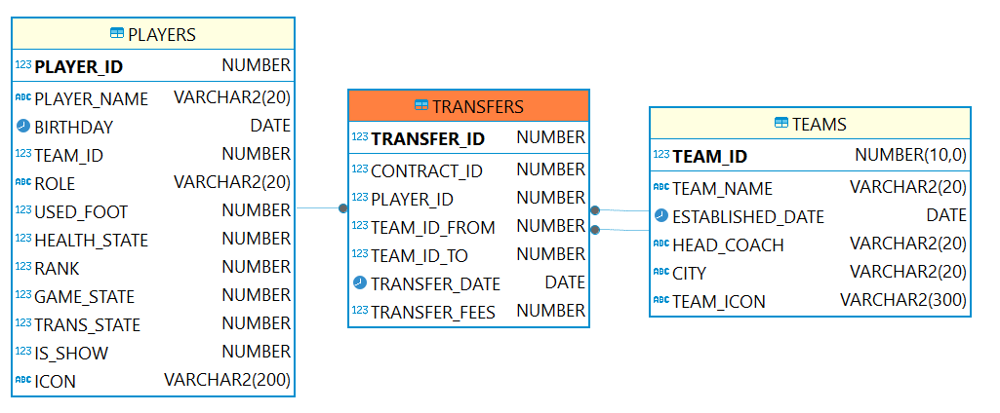 PLAYERS
123 PLAYER_ID NUMBER
ABC PLAYER_NAME VARCHAR2(20)
BIRTHDAY DATE
123 TEAM_ID NUMBER
ABC ROLE VARCHAR2(20)
123 USED_FOOT NUMBER
123 HEALTH_STATE NUMBER
123 RANK NUMBER
123 GAME_STATE NUMBER
123 TRANS_STATE NUMBER
123 IS_SHOW NUMBER
ABC ICON VARCHAR2(200)
TRANSFERS
123 TRANSFER_ID NUMBER
123 CONTRACT_ID NUMBER
123 PLAYER_ID NUMBER
123 TEAM_ID_FROM NUMBER
123 TEAM_ID_TO NUMBER
TRANSFER_DATE DATE
123 TRANSFER_FEES NUMBER
TEAMS
123 TEAM_ID NUMBER(10,0)
ABC TEAM_NAME VARCHAR2(20)
ESTABLISHED_DATE DATE
ABC HEAD_COACH VARCHAR2(20)
ABC CITY VARCHAR2(20)
ABC TEAM_ICON VARCHAR2(300)